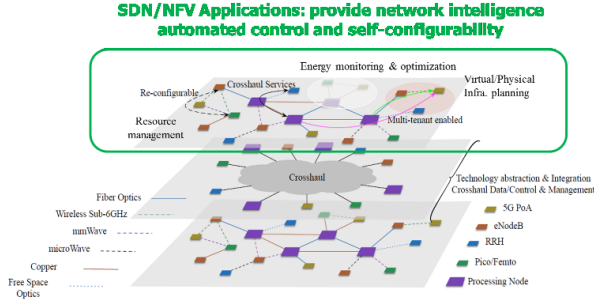 SDN/NFV Applications: provide network intelligence
automated control and self-configurability
Energy monitoring & optimization
Crosshaul Services
Virtual/Physical
Infra. planning
Re-configurable
Resource
management
Multi-tenant enabled
Crosshaul
Technology abstraction & Integration
Crosshaul Data/Control & Management
Fiber Optics
Wireless Sub-6GHz
mmWave
microWave
Copper
Free Space
Optics
5G PoA
eNodeB
RRH
Pico/Femto
Processing Node